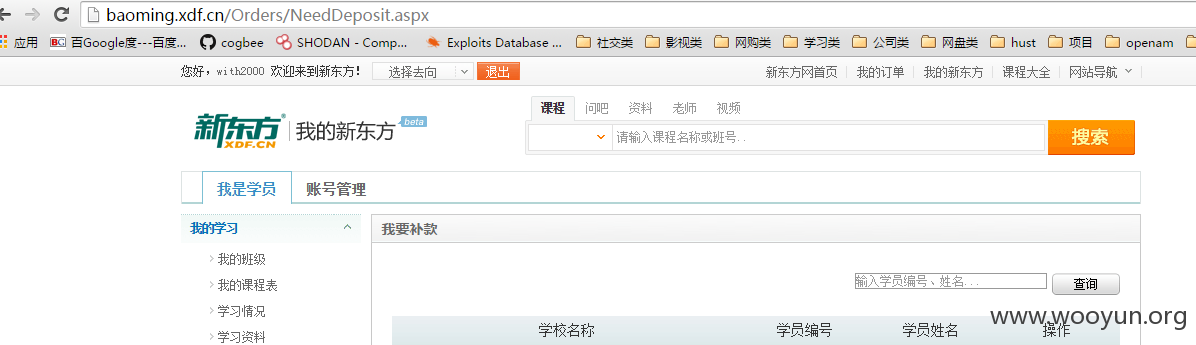 baoming.xdf.cn/Orders/NeedDeposit.aspx
应用 百Google度---百度... cogbee SHODAN - Comp... Exploits Database ... 社交类 影视类 网购类 学习类 公司类 网盘类 hust 项目 openam
您好，with2000 欢迎来到新东方！ 选择去向 退出 新东方网首页 我的订单 我的新东方 课程大全 网站导航
课程 问吧 资料 老师 视频
新东方 XDF.CN 我的新东方 beta
请输入课程名称或班号.. 搜索
我是学员 账号管理
我的学习 我要补款
我的班级
我的课程表
输入学员编号、姓名... 查询
学习情况
学习资料
学校名称 学员编号 学员姓名 操作
www.wooyun.org